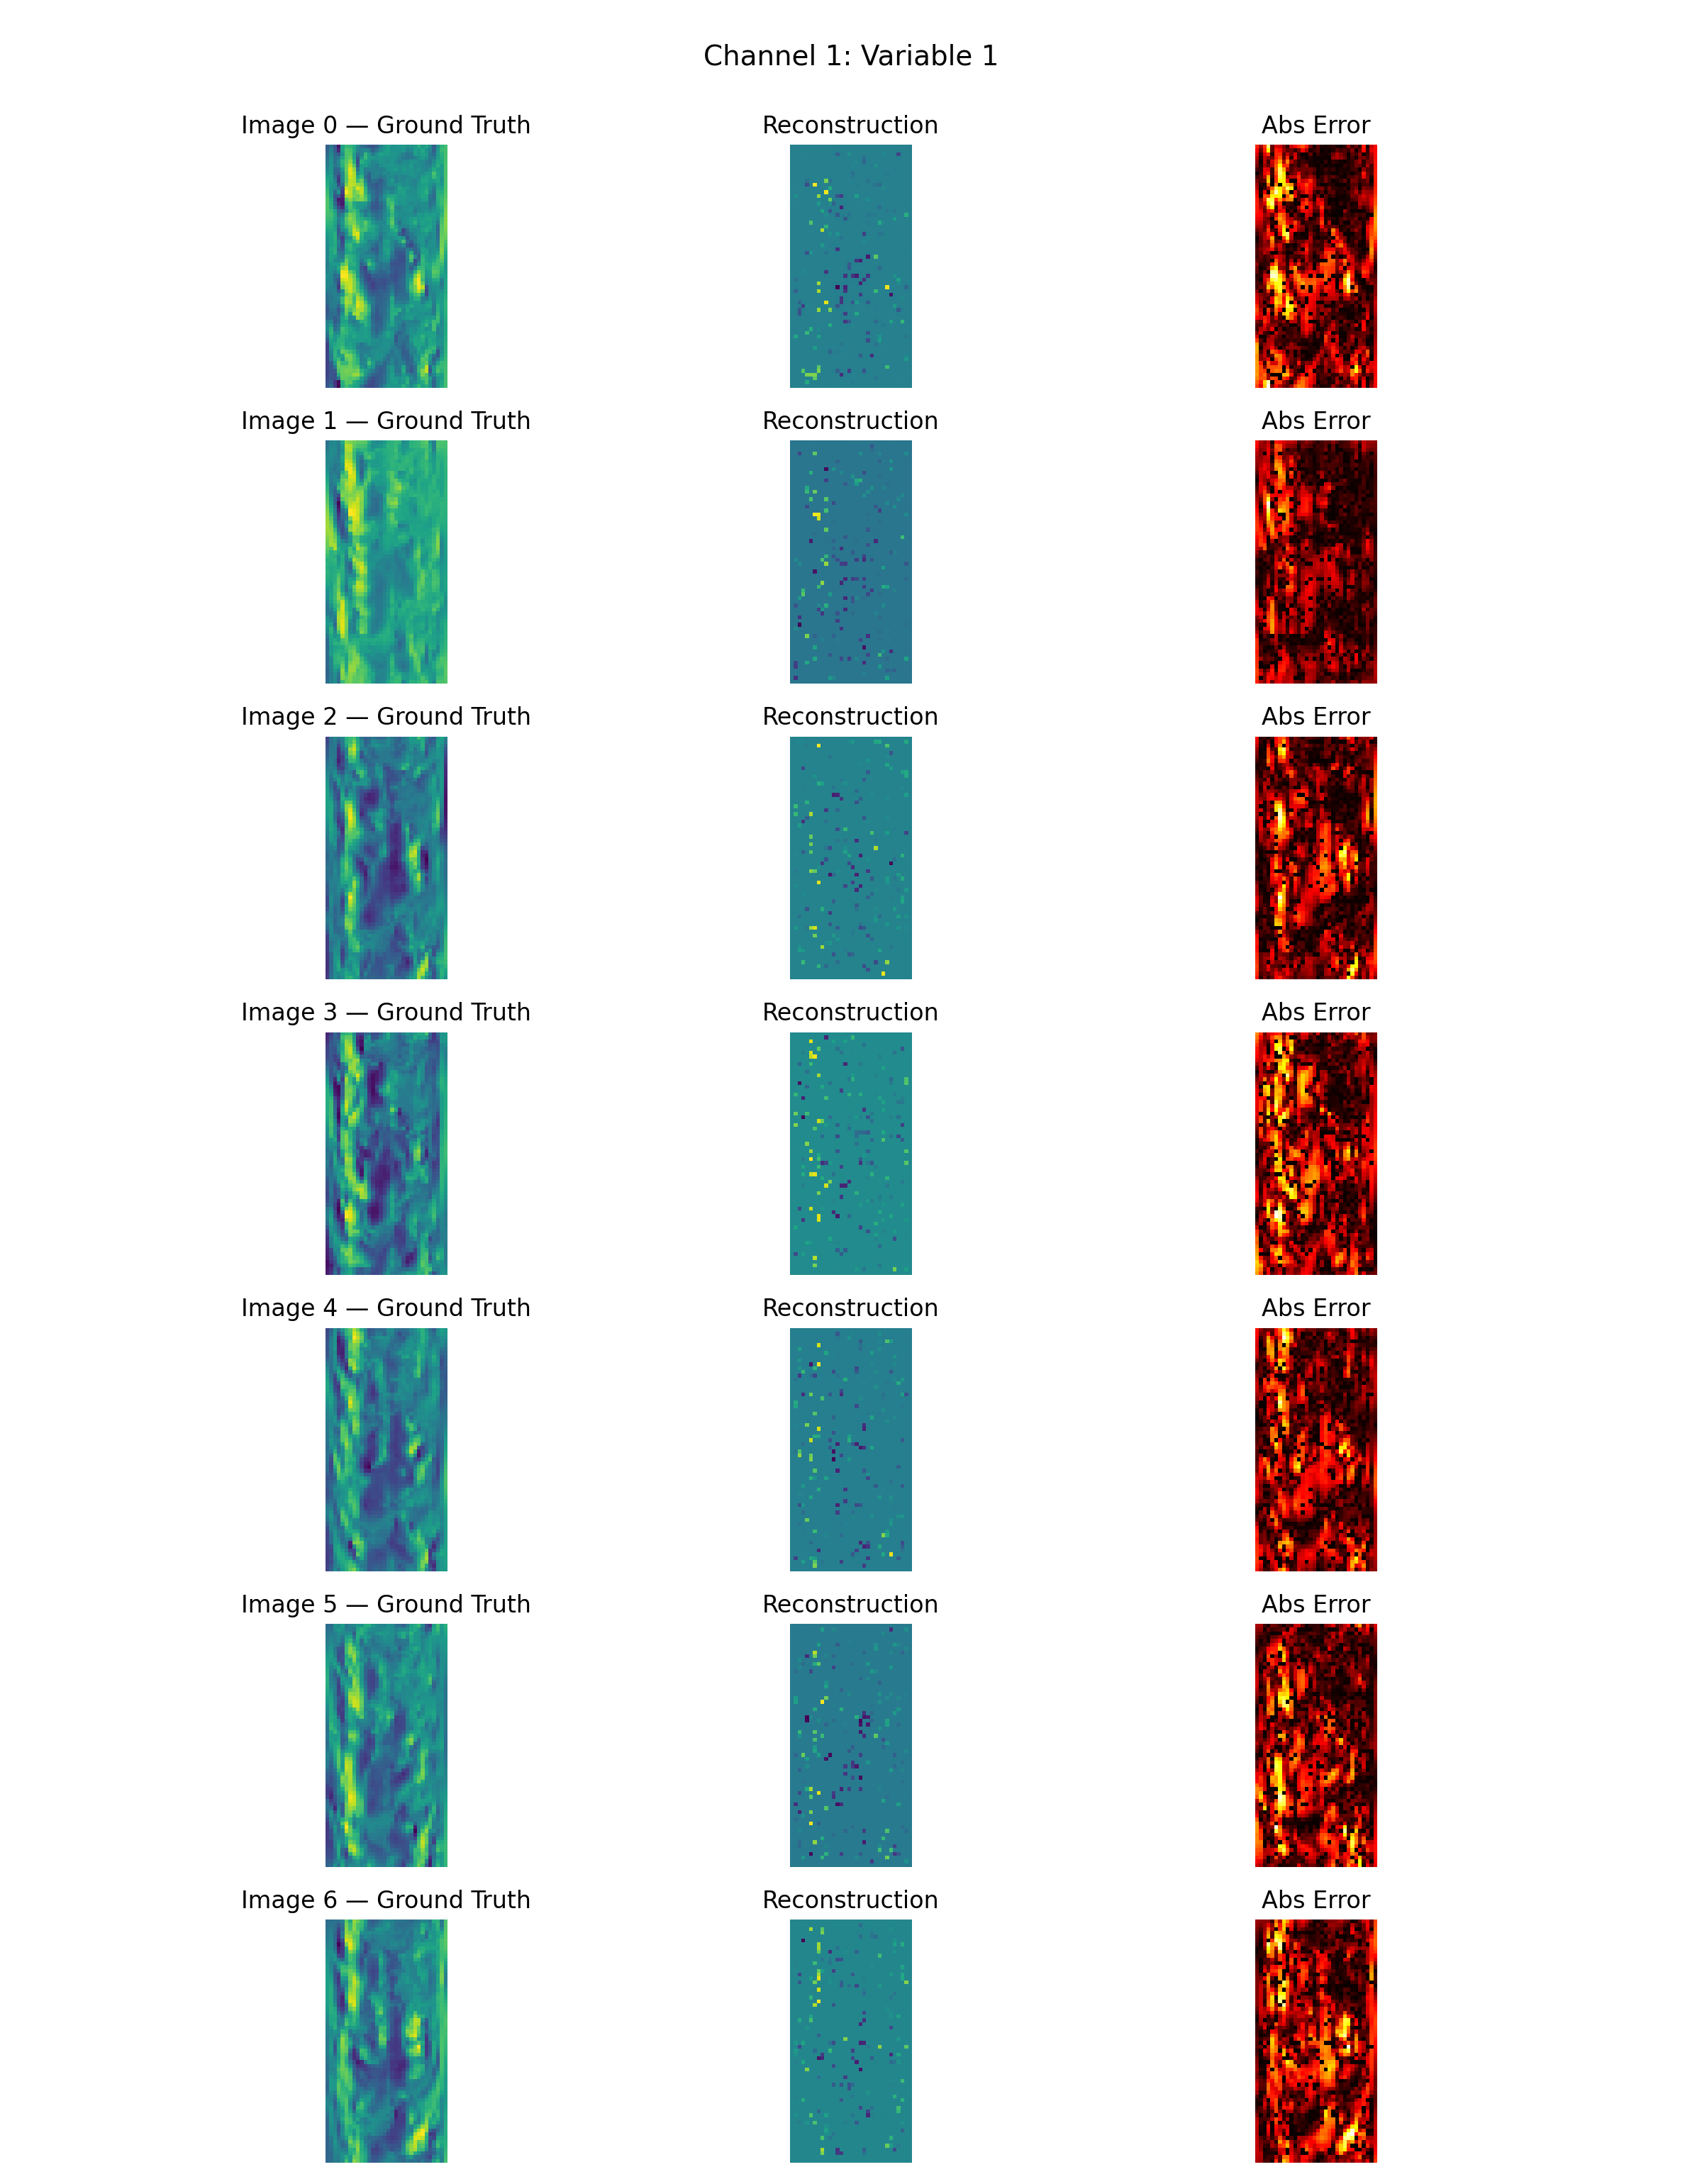 Channel 1: Variable 1
Image 0 — Ground Truth Reconstruction Abs Error
Image 1 — Ground Truth Reconstruction Abs Error
Image 2 — Ground Truth Reconstruction Abs Error
Image 3 — Ground Truth Reconstruction Abs Error
Image 4 — Ground Truth Reconstruction Abs Error
Image 5 — Ground Truth Reconstruction Abs Error
Image 6 — Ground Truth Reconstruction Abs Error